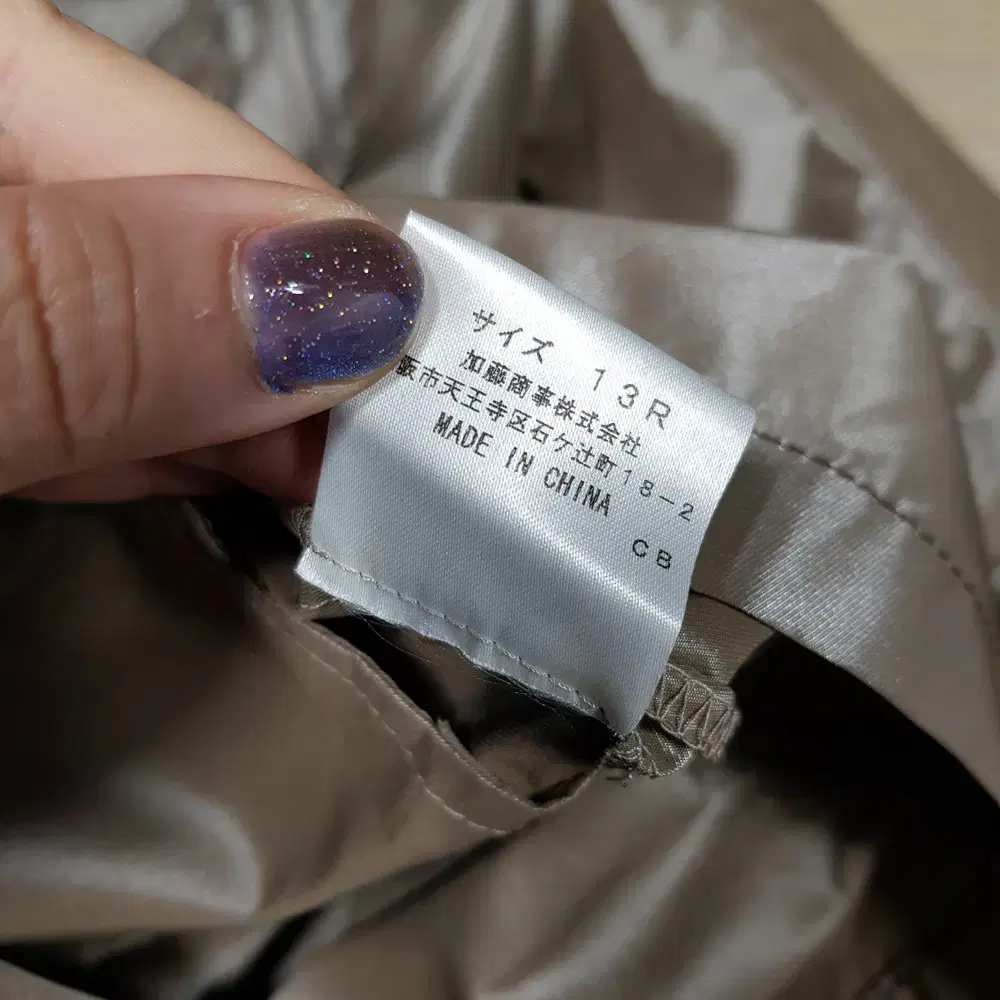 サイズ 13R
加藤商事株式会社
阪市天王寺区石ケ辻町18-2
MADE IN CHINA
CB